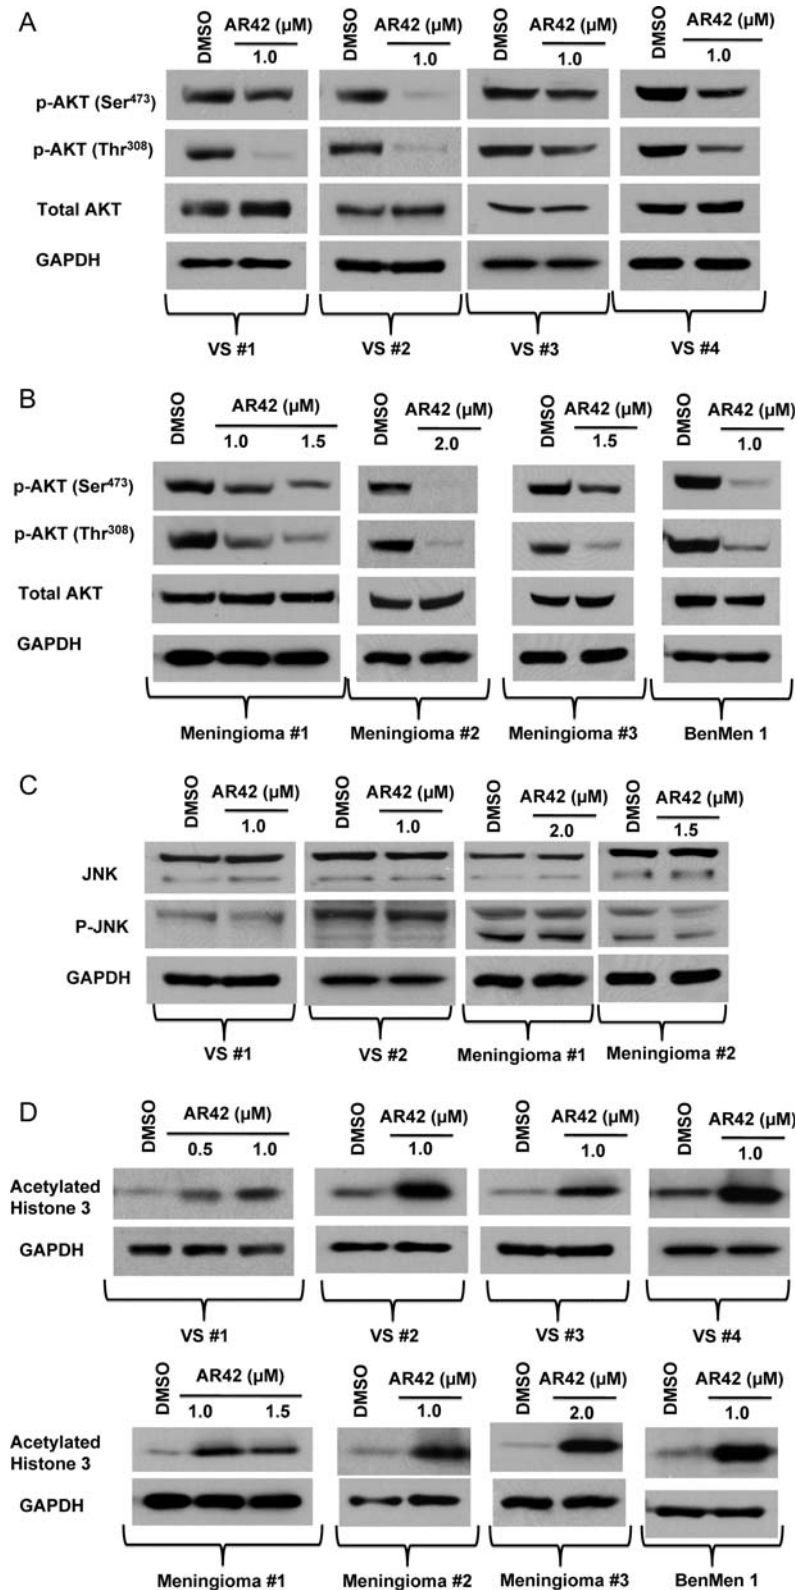 A
DMSO AR42 (µM) DMSO AR42 (µM) DMSO AR42 (µM) DMSO AR42 (µM)
1.0 1.0 1.0 1.0
p-AKT (Ser473)
p-AKT (Thr308)
Total AKT
GAPDH
VS #1 VS #2 VS #3 VS #4
B
DMSO AR42 (µM) DMSO AR42 (µM) DMSO AR42 (µM) DMSO AR42 (µM)
1.0 1.5 2.0 1.5 1.0
p-AKT (Ser473)
p-AKT (Thr308)
Total AKT
GAPDH
Meningioma #1 Meningioma #2 Meningioma #3 BenMen 1
C
DMSO AR42 (µM) DMSO AR42 (µM) DMSO AR42 (µM) DMSO AR42 (µM)
1.0 1.0 2.0 1.5
JNK
P-JNK
GAPDH
VS #1 VS #2 Meningioma #1 Meningioma #2
D
DMSO AR42 (µM) DMSO AR42 (µM) DMSO AR42 (µM) DMSO AR42 (µM)
0.5 1.0 1.0 1.0 1.0
Acetylated
Histone 3
GAPDH
VS #1 VS #2 VS #3 VS #4
DMSO AR42 (µM) DMSO AR42 (µM) DMSO AR42 (µM) DMSO AR42 (µM)
1.0 1.5 1.0 2.0 1.0
Acetylated
Histone 3
GAPDH
Meningioma #1 Meningioma #2 Meningioma #3 BenMen 1